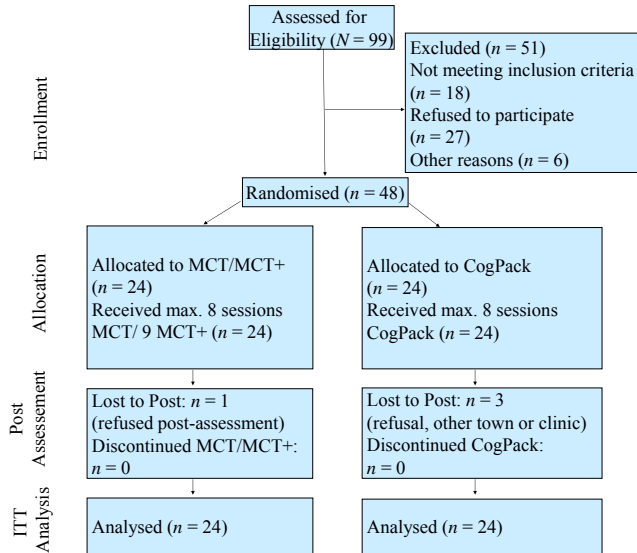 Assessed for
Eligibility (N = 99)
Excluded (n = 51)
Not meeting inclusion criteria
(n = 18)
Refused to participate
(n = 27)
Other reasons (n = 6)
Enrollment
Randomised (n = 48)
Allocation
Allocated to MCT/MCT+
(n = 24)
Received max. 8 sessions
MCT/ 9 MCT+ (n = 24)
Allocated to CogPack
(n = 24)
Received max. 8 sessions
CogPack (n = 24)
Post
Assessement
Lost to Post: n = 1
(refused post-assessment)
Discontinued MCT/MCT+:
n = 0
Lost to Post: n = 3
(refusal, other town or clinic)
Discontinued CogPack:
n = 0
ITT
Analysis
Analysed (n = 24)
Analysed (n = 24)